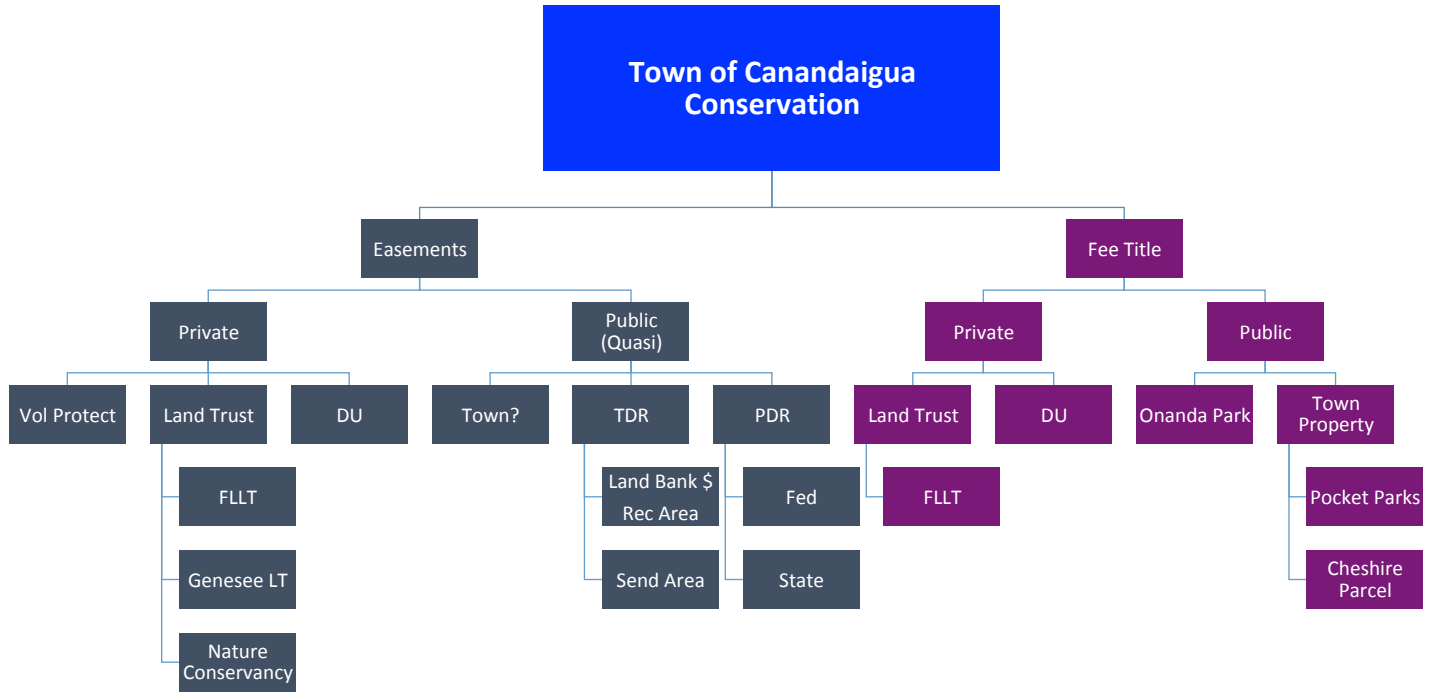 Town of Canandaigua
Conservation
Easements
Fee Title
Private
Public
(Quasi)
Private
Public
Vol Protect
Land Trust
DU
Town?
TDR
PDR
Land Trust
DU
Onanda Park
Town
Property
FLLT
Land Bank $
Rec Area
Fed
FLLT
Pocket Parks
Genesee LT
Send Area
State
Cheshire
Parcel
Nature
Conservancy